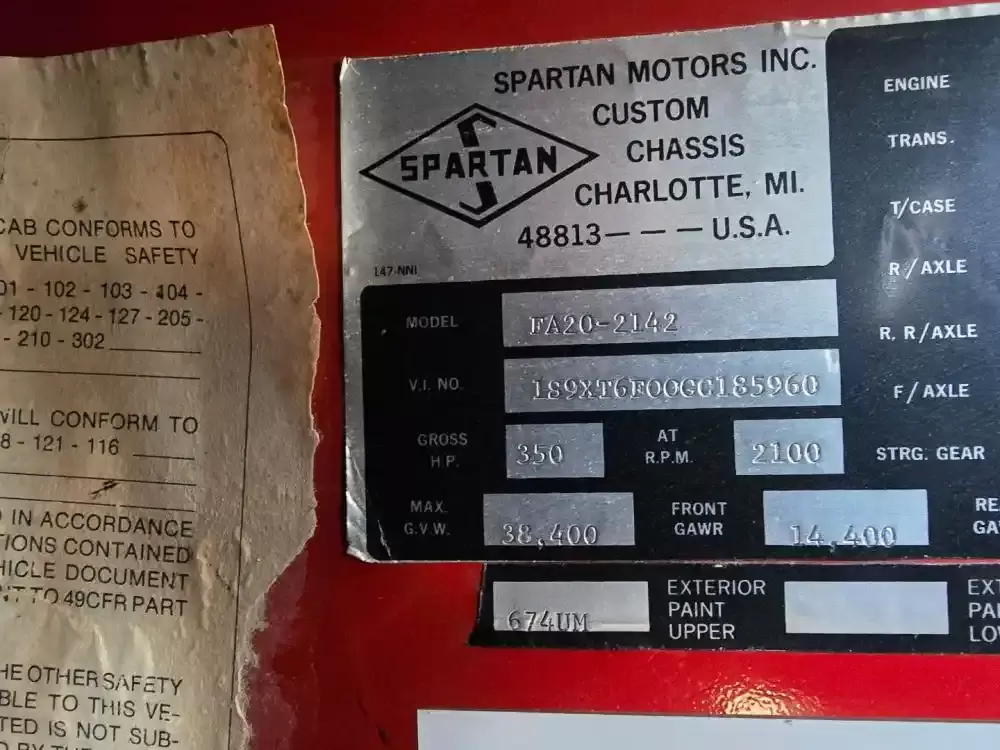 CAB CONFORMS TO
VEHICLE SAFETY
01 - 102 - 103 - 104 -
- 120 - 124 - 127 - 205 -
- 210 - 302
WILL CONFORM TO
8 - 121 - 116
IN ACCORDANCE
TIONS CONTAINED
HICLE DOCUMENT
NT TO 49CFR PART
HE OTHER SAFETY
BLE TO THIS VE-
TED IS NOT SUB-
SPARTAN MOTORS INC.
CUSTOM
CHASSIS
CHARLOTTE, MI.
48813— — — U.S.A.
S
SPARTAN
147-NNI
MODEL FA20-2142
V.I. NO. 1S9XT6F00GC185960
GROSS H.P. 350 AT R.P.M. 2100
MAX. G.V.W. 38,400 FRONT GAWR 14,400
ENGINE
TRANS.
T/CASE
R/AXLE
R. R/AXLE
F/AXLE
STRG. GEAR
RE
GA
674UM EXTERIOR
PAINT
UPPER
EXT
PAI
LO